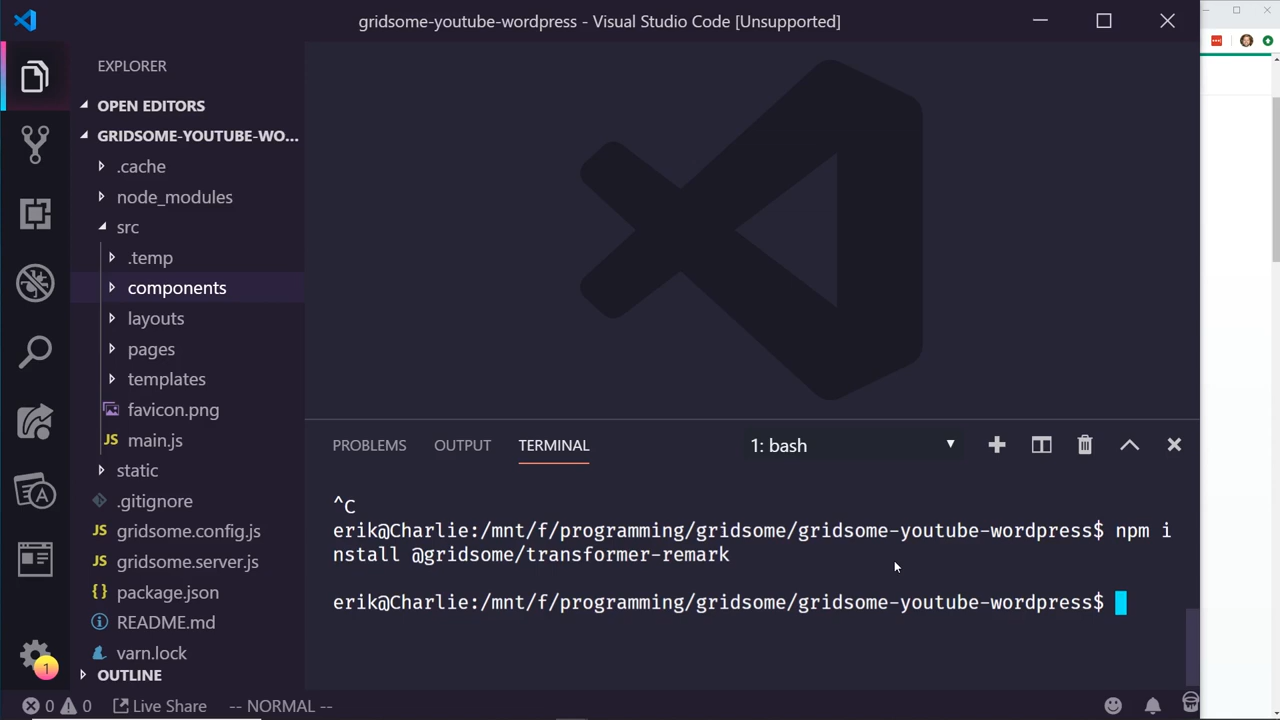 gridsome-youtube-wordpress - Visual Studio Code [Unsupported]
EXPLORER
OPEN EDITORS
GRIDSOME-YOUTUBE-WO...
.cache
node_modules
src
.temp
components
layouts
pages
templates
favicon.png
JS main.js
static
.gitignore
JS gridsome.config.js
JS gridsome.server.js
{} package.json
README.md
yarn.lock
OUTLINE
PROBLEMS OUTPUT TERMINAL 1: bash
^C
erik@Charlie:/mnt/f/programming/gridsome/gridsome-youtube-wordpress$ npm i
nstall @gridsome/transformer-remark
erik@Charlie:/mnt/f/programming/gridsome/gridsome-youtube-wordpress$
1
0 0 Live Share -- NORMAL --